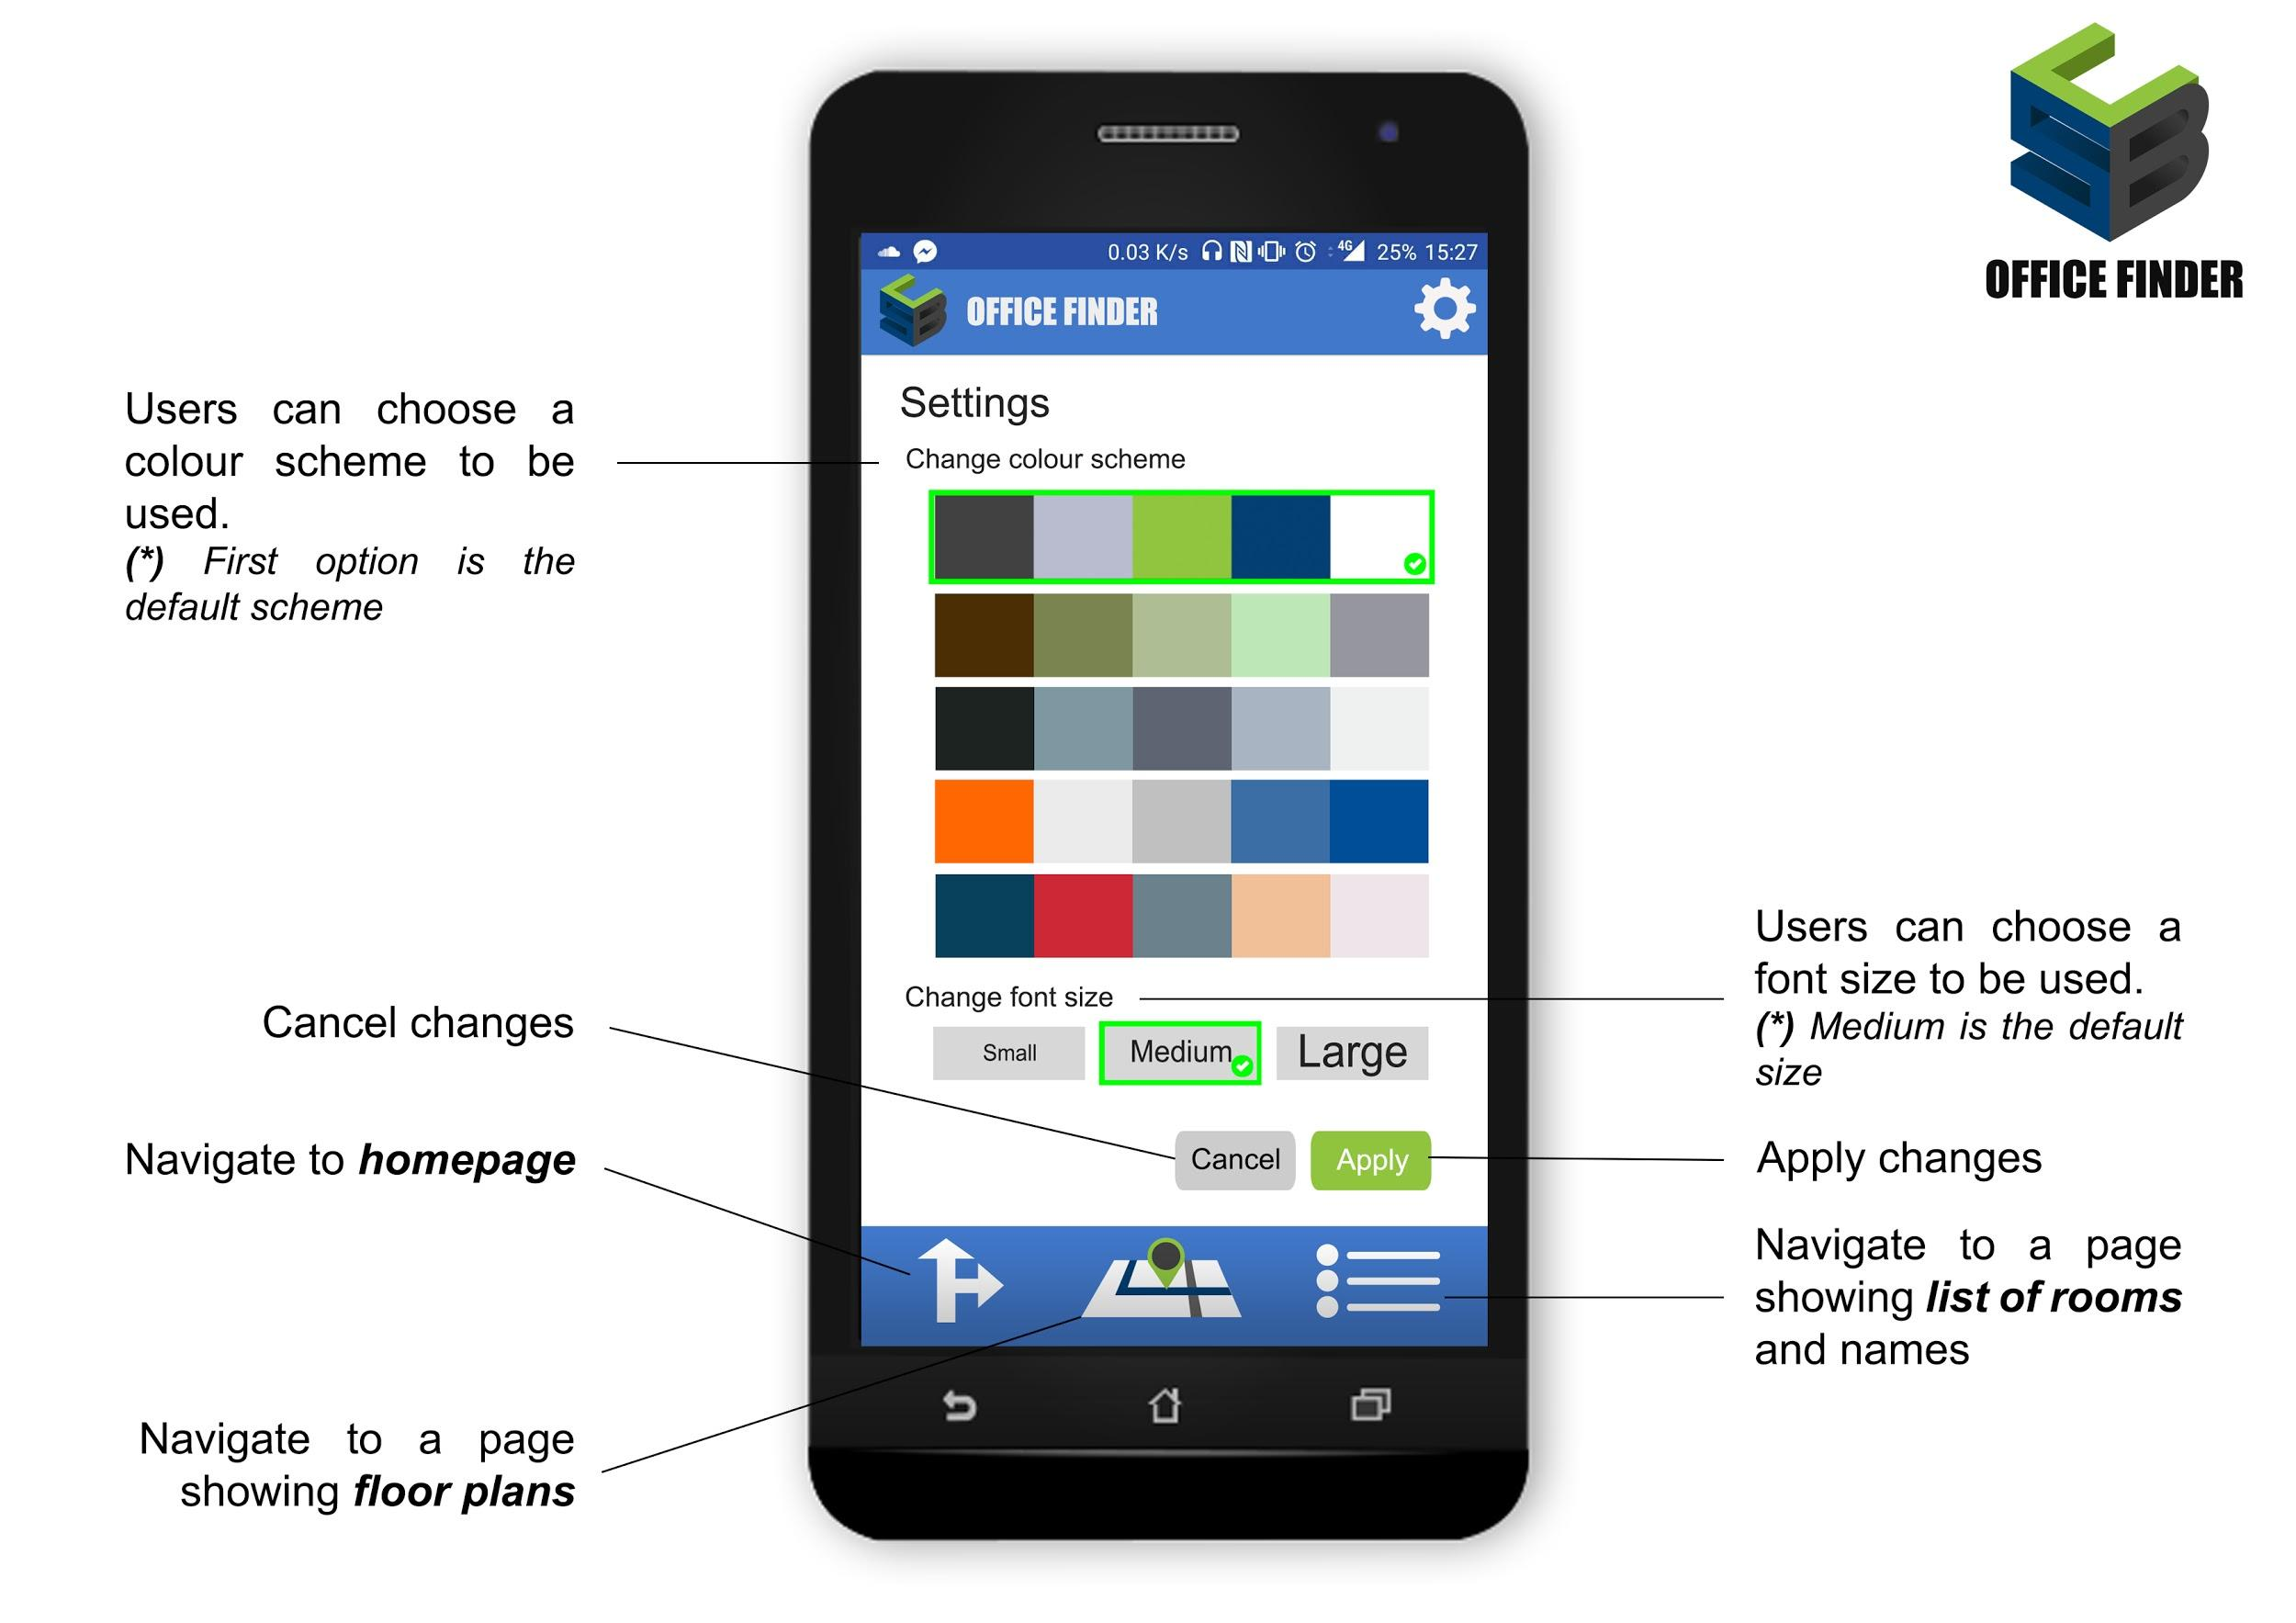 OFFICE FINDER
0.03 K/s 4G 25% 15:27
OFFICE FINDER
Settings
Change colour scheme
Change font size
Small Medium Large
Cancel Apply
Users can choose a
colour scheme to be
used.
(*) First option is the
default scheme
Cancel changes
Navigate to homepage
Navigate to a page
showing floor plans
Users can choose a
font size to be used.
(*) Medium is the default
size
Apply changes
Navigate to a page
showing list of rooms
and names